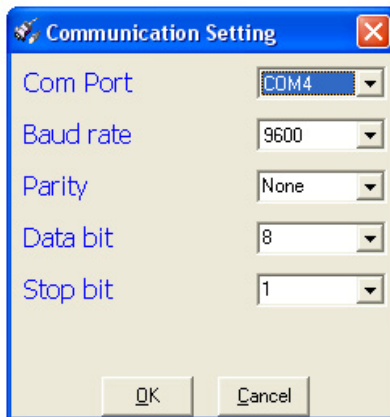 Communication Setting
Com Port COM4
Baud rate 9600
Parity None
Data bit 8
Stop bit 1
OK Cancel